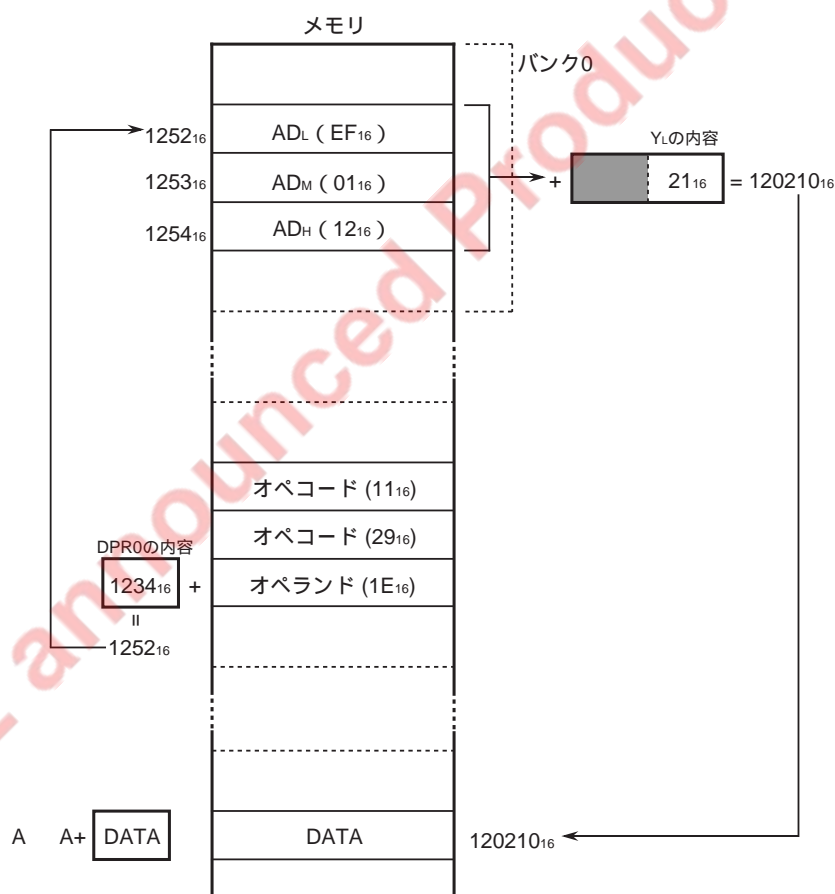 メモリ
バンク0
1252₁₆
AD_L ( EF₁₆ )
1253₁₆
AD_M ( 01₁₆ )
1254₁₆
AD_H ( 12₁₆ )
+
Y_Lの内容
21₁₆
= 120210₁₆
オペコード (11₁₆)
オペコード (29₁₆)
DPR0の内容
1234₁₆
+
オペランド (1E₁₆)
=
1252₁₆
A A+ DATA
DATA
120210₁₆
announced Produc